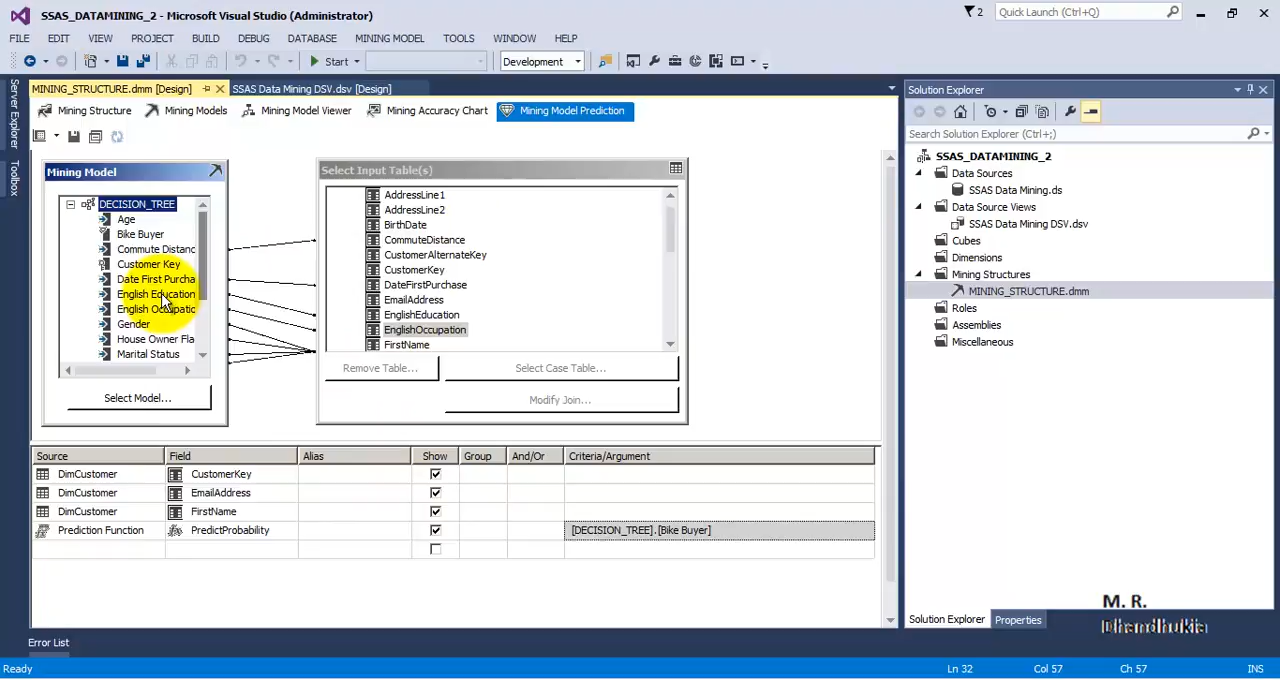 SSAS_DATAMINING_2 - Microsoft Visual Studio (Administrator)
2
Quick Launch (Ctrl+Q)
FILE EDIT VIEW PROJECT BUILD DEBUG DATABASE MINING MODEL TOOLS WINDOW HELP
Start
Development
Server Explorer
Toolbox
MINING_STRUCTURE.dmm [Design]
SSAS Data Mining DSV.dsv [Design]
Mining Structure
Mining Models
Mining Model Viewer
Mining Accuracy Chart
Mining Model Prediction
Mining Model
DECISION_TREE
Age
Bike Buyer
Commute Distanc
Customer Key
Date First Purcha
English Education
English Occupatic
Gender
House Owner Fla
Marital Status
Select Model...
Select Input Table(s)
AddressLine1
AddressLine2
BirthDate
CommuteDistance
CustomerAlternateKey
CustomerKey
DateFirstPurchase
EmailAddress
EnglishEducation
EnglishOccupation
FirstName
Remove Table...
Select Case Table...
Modify Join...
Source Field Alias Show Group And/Or Criteria/Argument
DimCustomer CustomerKey
DimCustomer EmailAddress
DimCustomer FirstName
Prediction Function PredictProbability [DECISION_TREE].[Bike Buyer]
Solution Explorer
Search Solution Explorer (Ctrl+;)
SSAS_DATAMINING_2
Data Sources
SSAS Data Mining.ds
Data Source Views
SSAS Data Mining DSV.dsv
Cubes
Dimensions
Mining Structures
MINING_STRUCTURE.dmm
Roles
Assemblies
Miscellaneous
M. R.
Dhandhukia
Solution Explorer
Properties
Error List
Ready
Ln 32
Col 57
Ch 57
INS